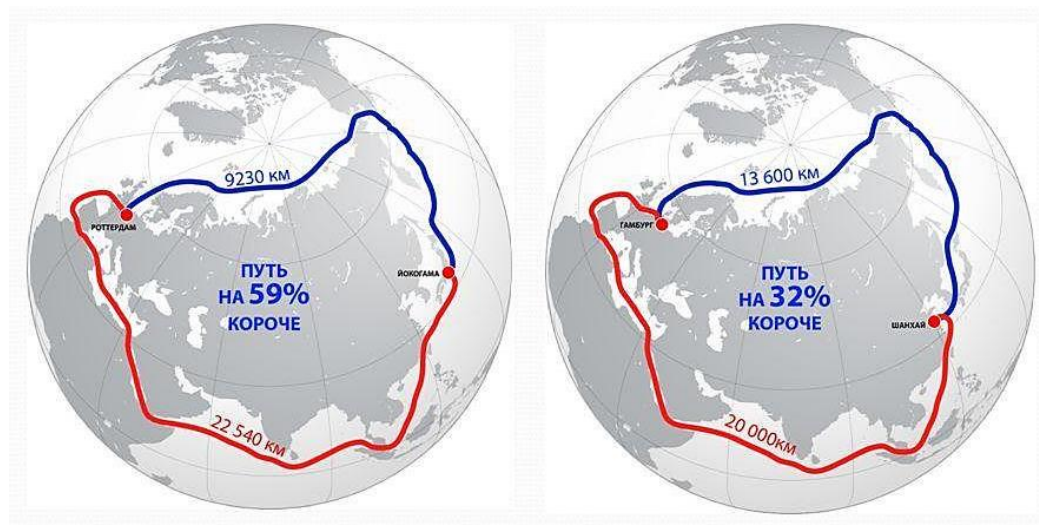 9230 км
РОТТЕРДАМ
ЙОКОГАМА
ПУТЬ
НА 59%
КОРОЧЕ
22 540 км
13 600 км
ГАМБУРГ
ШАНХАЙ
ПУТЬ
НА 32%
КОРОЧЕ
20 000км